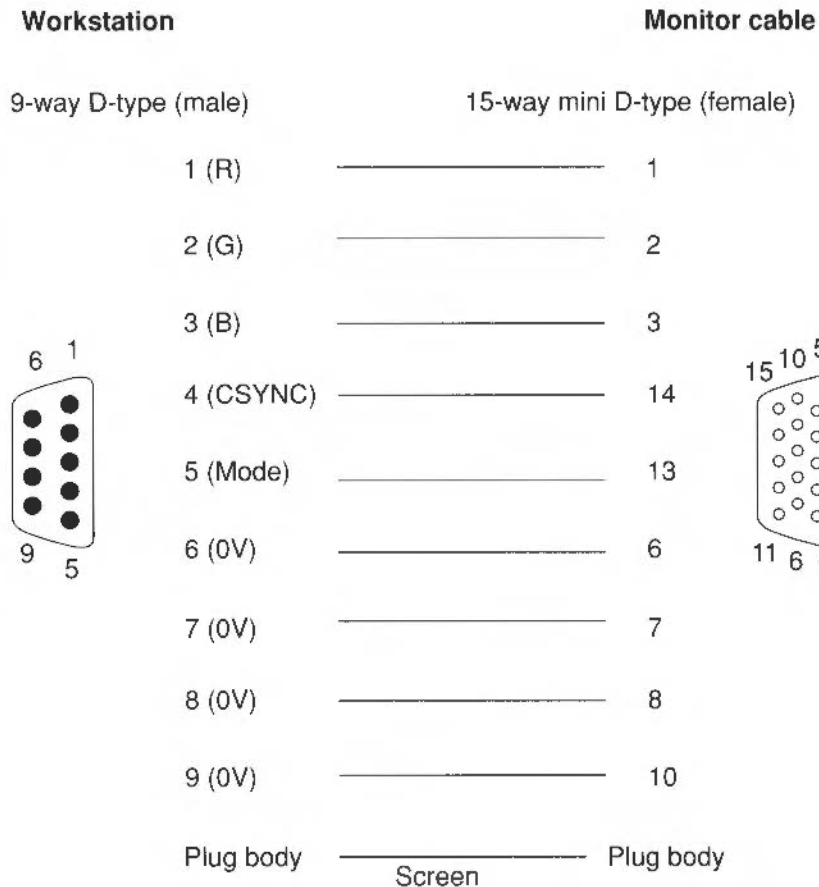 Workstation Monitor cable
9-way D-type (male) 15-way mini D-type (female)
1 (R) 1
2 (G) 2
3 (B) 3
6 1
15 10 5
4 (CSYNC) 14
5 (Mode) 13
6 (0V) 6
9 5
11 6
7 (0V) 7
8 (0V) 8
9 (0V) 10
Plug body Plug body
Screen